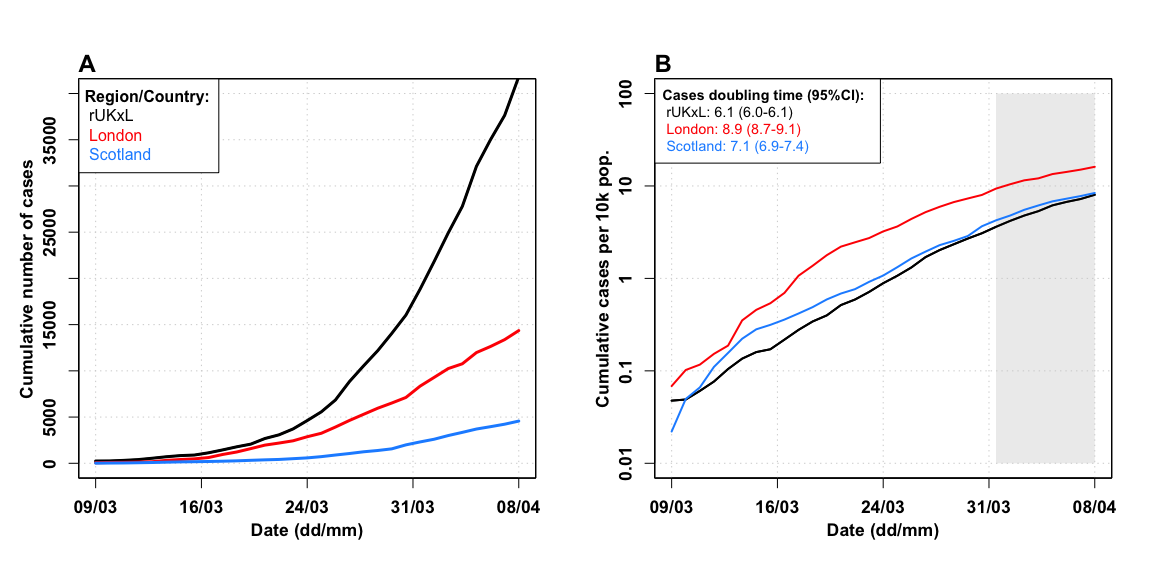 A
Region/Country:
rUKxL
London
Scotland
Cumulative number of cases
35000
25000
15000
5000
0
09/03 16/03 24/03 31/03 08/04
Date (dd/mm)
B
Cases doubling time (95%CI):
rUKxL: 6.1 (6.0-6.1)
London: 8.9 (8.7-9.1)
Scotland: 7.1 (6.9-7.4)
Cumulative cases per 10k pop.
100
10
1
0.1
0.01
09/03 16/03 24/03 31/03 08/04
Date (dd/mm)